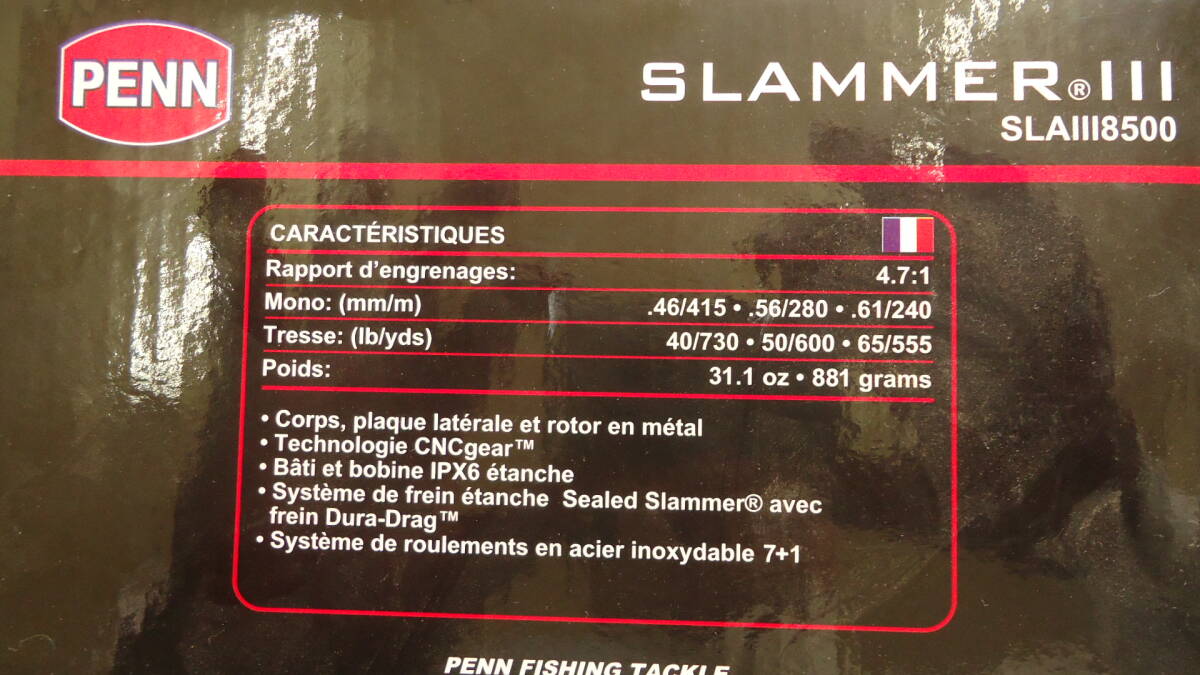 PENN
SLAMMER® III
SLAIII8500
CARACTÉRISTIQUES
Rapport d'engrenages: 4.7:1
Mono: (mm/m) .46/415 • .56/280 • .61/240
Tresse: (lb/yds) 40/730 • 50/600 • 65/555
Poids: 31.1 oz • 881 grams
• Corps, plaque latérale et rotor en métal
• Technologie CNCgear™
• Bâti et bobine IPX6 étanche
• Système de frein étanche Sealed Slammer® avec
frein Dura-Drag™
• Système de roulements en acier inoxydable 7+1
PENN FISHING TACKLE